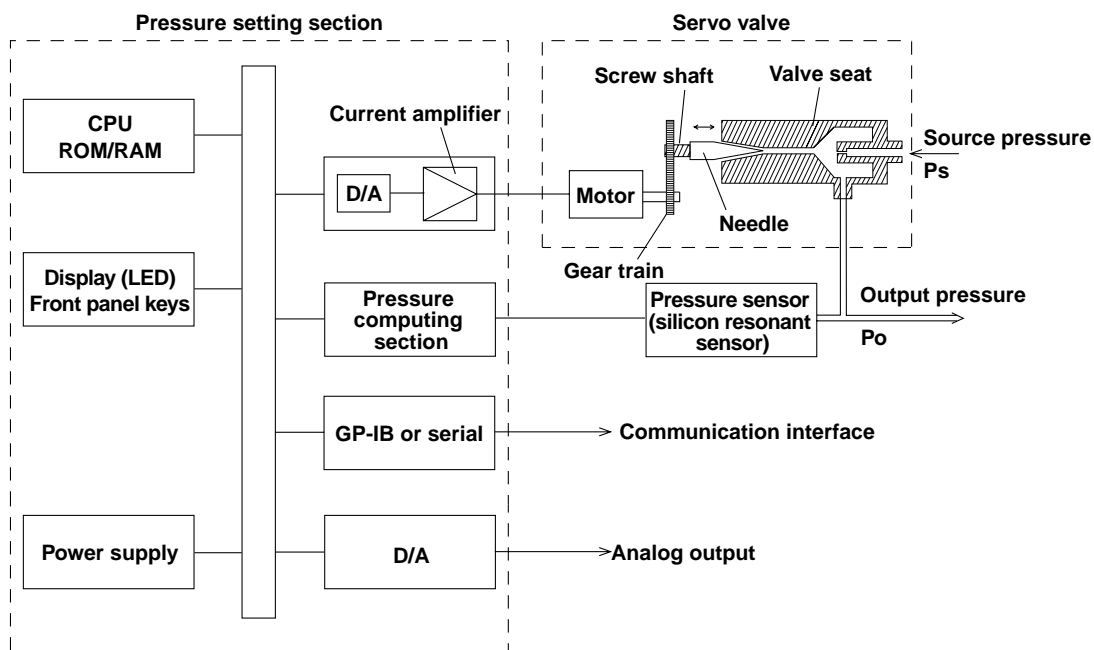 Pressure setting section
Servo valve
Screw shaft
Valve seat
Current amplifier
CPU
ROM/RAM
Source pressure
Ps
D/A
Motor
Needle
Gear train
Display (LED)
Front panel keys
Pressure
computing
section
Pressure sensor
(silicon resonant
sensor)
Output pressure
Po
GP-IB or serial
Communication interface
Power supply
D/A
Analog output